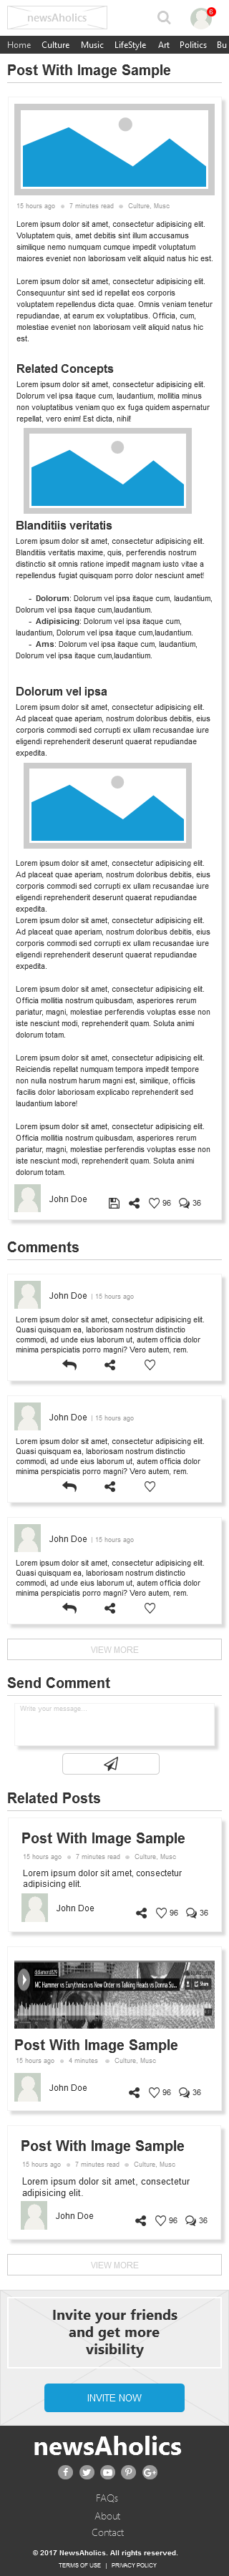 newsAholics
6
Home Culture Music LifeStyle Art Politics Bu
Post With Image Sample
15 hours ago 7 minutes read Culture, Musc
Lorem ipsum dolor sit amet, consectetur adipisicing elit.
Voluptatem quis, amet debitis sint illum accusamus
similique nemo numquam cumque impedit voluptatum
maiores eveniet non laboriosam velit aliquid natus hic est.
Lorem ipsum dolor sit amet, consectetur adipisicing elit.
Consequuntur sint sed id repellat eos corporis
voluptatem repellendus dicta quae. Omnis veniam tenetur
repudiandae, at earum ex voluptatibus. Officia, cum,
molestiae eveniet non laboriosam velit aliquid natus hic
est.
Related Concepts
Lorem ipsum dolor sit amet, consectetur adipisicing elit.
Dolorum vel ipsa itaque cum, laudantium, mollitia minus
non voluptatibus veniam quo ex fuga quidem aspernatur
repellat, vero enim! Est dicta, nihil!
Blanditiis veritatis
Lorem ipsum dolor sit amet, consectetur adipisicing elit.
Blanditiis veritatis maxime, quis, perferendis nostrum
distinctio sit omnis ratione impedit magnam iusto vitae a
repellendus fugiat quisquam porro dolor nesciunt amet!
- Dolorum: Dolorum vel ipsa itaque cum, laudantium,
Dolorum vel ipsa itaque cum,laudantium.
- Adipisicing: Dolorum vel ipsa itaque cum,
laudantium, Dolorum vel ipsa itaque cum,laudantium.
- Ams: Dolorum vel ipsa itaque cum, laudantium,
Dolorum vel ipsa itaque cum,laudantium.
Dolorum vel ipsa
Lorem ipsum dolor sit amet, consectetur adipisicing elit.
Ad placeat quae aperiam, nostrum doloribus debitis, eius
corporis commodi sed corrupti ex ullam recusandae iure
eligendi reprehenderit deserunt quaerat repudiandae
expedita.
Lorem ipsum dolor sit amet, consectetur adipisicing elit.
Ad placeat quae aperiam, nostrum doloribus debitis, eius
corporis commodi sed corrupti ex ullam recusandae iure
eligendi reprehenderit deserunt quaerat repudiandae
expedita.
Lorem ipsum dolor sit amet, consectetur adipisicing elit.
Ad placeat quae aperiam, nostrum doloribus debitis, eius
corporis commodi sed corrupti ex ullam recusandae iure
eligendi reprehenderit deserunt quaerat repudiandae
expedita.
Lorem ipsum dolor sit amet, consectetur adipisicing elit.
Officia mollitia nostrum quibusdam, asperiores rerum
pariatur, magni, molestiae perferendis voluptas esse non
iste nesciunt modi, reprehenderit quam. Soluta animi
dolorum totam.
Lorem ipsum dolor sit amet, consectetur adipisicing elit.
Reiciendis repellat numquam tempora impedit tempore
non nulla nostrum harum magni est, similique, officiis
facilis dolor laboriosam explicabo reprehenderit sed
laudantium labore!
Lorem ipsum dolor sit amet, consectetur adipisicing elit.
Officia mollitia nostrum quibusdam, asperiores rerum
pariatur, magni, molestiae perferendis voluptas esse non
iste nesciunt modi, reprehenderit quam. Soluta animi
dolorum totam.
John Doe 96 36
Comments
John Doe | 15 hours ago
Lorem ipsum dolor sit amet, consectetur adipisicing elit.
Quasi quisquam ea, laboriosam nostrum distinctio
commodi, ad unde eius laborum ut, autem officia dolor
minima perspiciatis porro magni? Vero autem, rem.
John Doe | 15 hours ago
Lorem ipsum dolor sit amet, consectetur adipisicing elit.
Quasi quisquam ea, laboriosam nostrum distinctio
commodi, ad unde eius laborum ut, autem officia dolor
minima perspiciatis porro magni? Vero autem, rem.
John Doe | 15 hours ago
Lorem ipsum dolor sit amet, consectetur adipisicing elit.
Quasi quisquam ea, laboriosam nostrum distinctio
commodi, ad unde eius laborum ut, autem officia dolor
minima perspiciatis porro magni? Vero autem, rem.
VIEW MORE
Send Comment
Write your message...
Related Posts
Post With Image Sample
15 hours ago 7 minutes read Culture, Musc
Lorem ipsum dolor sit amet, consectetur
adipisicing elit.
John Doe 96 36
MC Hammer vs Eurythmics vs New Order vs Talking Heads vs Donna Su...
Share
Post With Image Sample
15 hours ago 4 minutes Culture, Musc
John Doe 96 36
Post With Image Sample
15 hours ago 7 minutes read Culture, Musc
Lorem ipsum dolor sit amet, consectetur
adipisicing elit.
John Doe 96 36
VIEW MORE
Invite your friends
and get more
visibility
INVITE NOW
newsAholics
FAQs
About
Contact
© 2017 NewsAholics. All rights reserved.
TERMS OF USE | PRIVACY POLICY